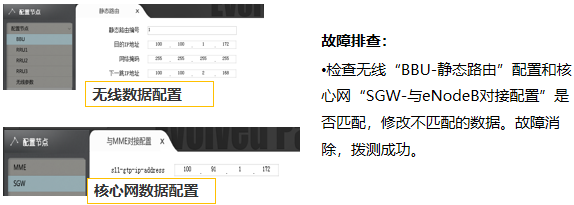 静态路由 x
配置节点
BBU
RRU1
RRU2
RRU3
无线参数
静态路由编号 1
目的IP地址 100 . 100 . 1 . 172
网络掩码 255 . 255 . 255 . 255
下一跳IP地址 100 . 100 . 2 . 166
无线数据配置
配置节点
与MME对接配置 x
MME
SGW
s11-gtp-ip-address 100 . 91 . 1 . 172
核心网数据配置
故障排查：
•检查无线“BBU-静态路由”配置和核
心网“SGW-与eNodeB对接配置”是
否匹配，修改不匹配的数据。故障消
除，拨测成功。